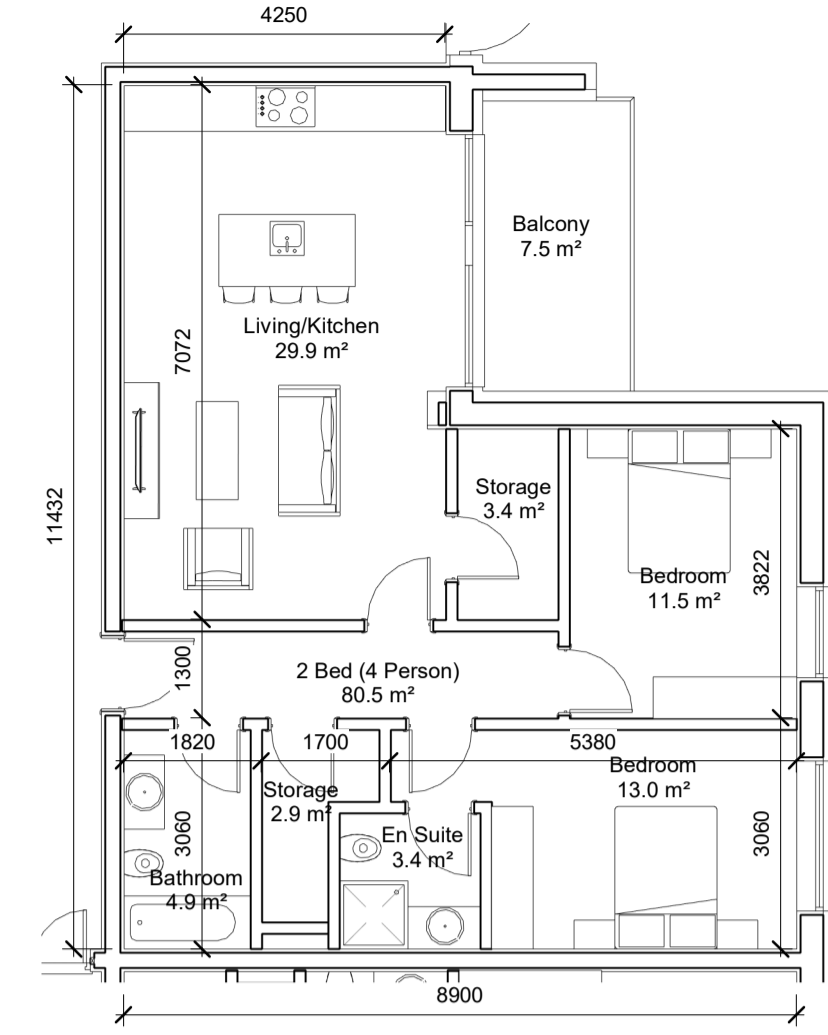 4250
Balcony
7.5 m²
Living/Kitchen
29.9 m²
7072
11432
Storage
3.4 m²
Bedroom
11.5 m²
3822
1300
2 Bed (4 Person)
80.5 m²
1820
1700
5380
Bedroom
13.0 m²
Storage
2.9 m²
En Suite
3.4 m²
3060
3060
Bathroom
4.9 m²
8900